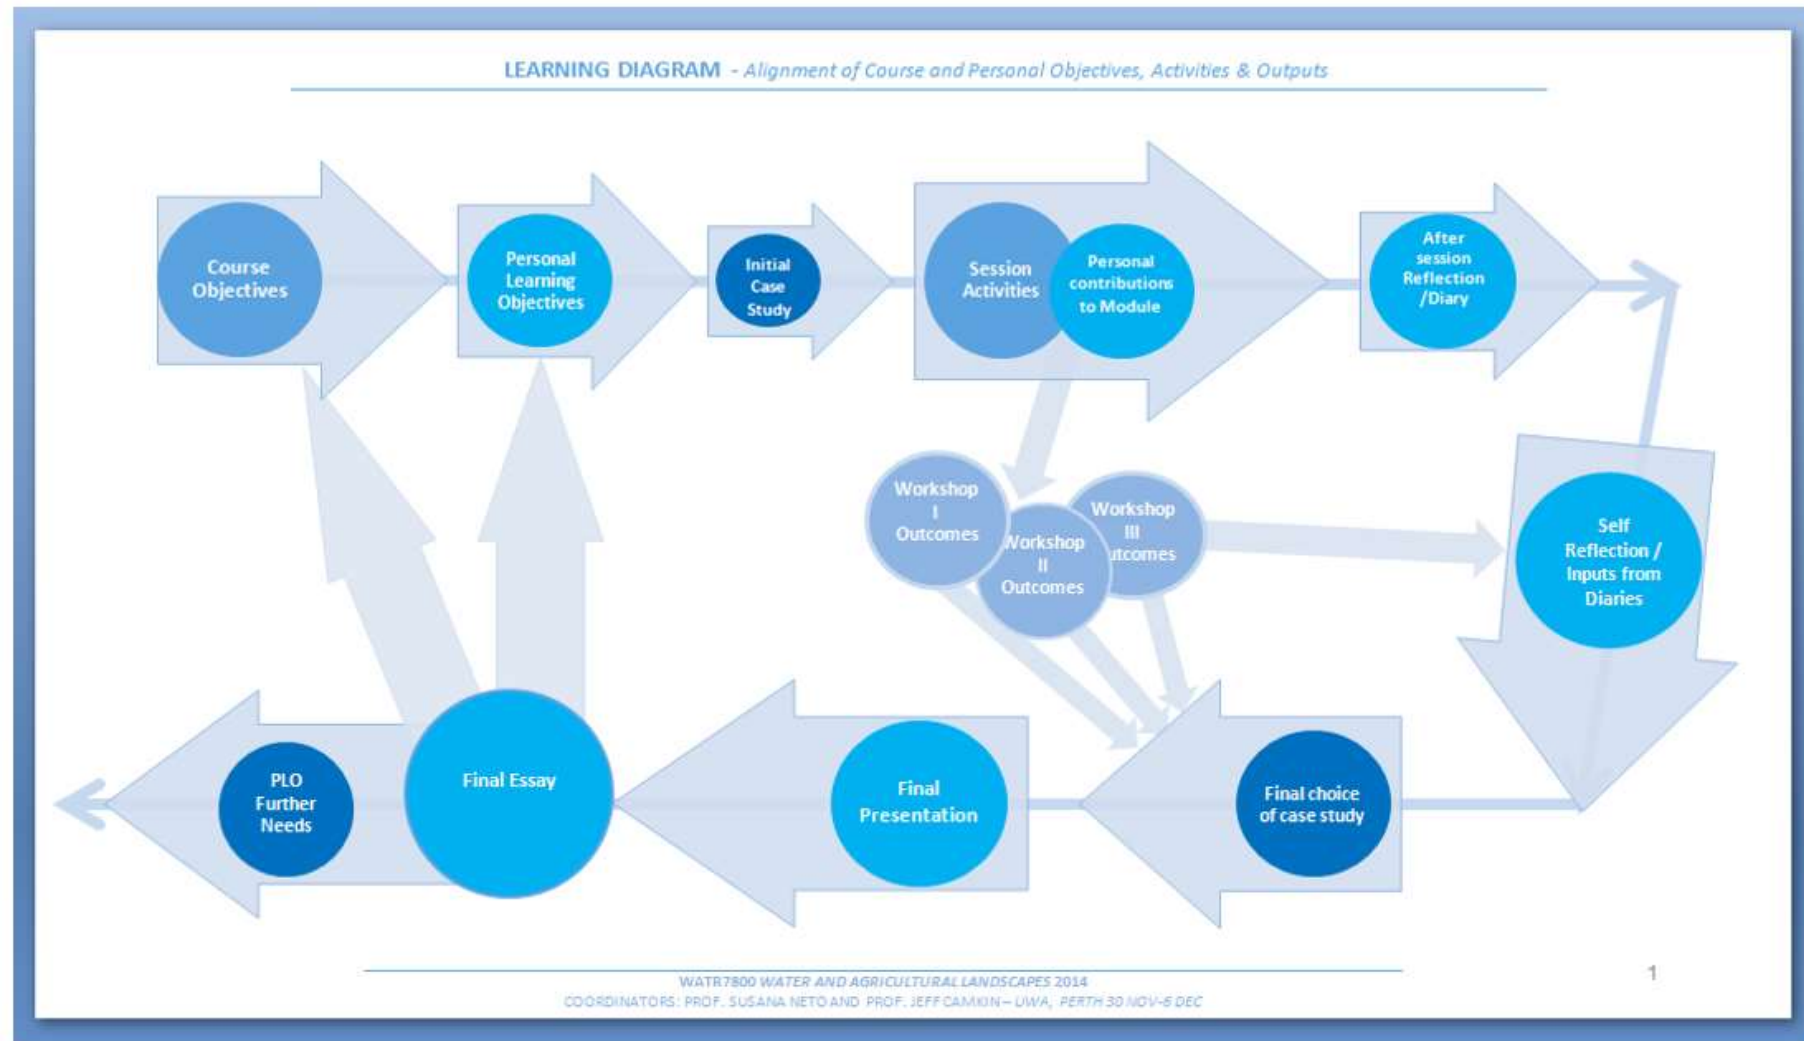 LEARNING DIAGRAM - Alignment of Course and Personal Objectives, Activities & Outputs
Course
Objectives
Personal
Learning
Objectives
Initial
Case
Study
Session
Activities
Personal
contributions
to Module
After
session
Reflection
/Diary
Workshop
I
Outcomes
Workshop
II
Outcomes
Workshop
III
utcomes
Self
Reflection /
Inputs from
Diaries
PLO
Further
Needs
Final Essay
Final
Presentation
Final choice
of case study
WATR7800 WATER AND AGRICULTURAL LANDSCAPES 2014
COORDINATORS: PROF. SUSANA NETO AND PROF. JEFF CAMKIN – UWA, PERTH 30 NOV-6 DEC
1